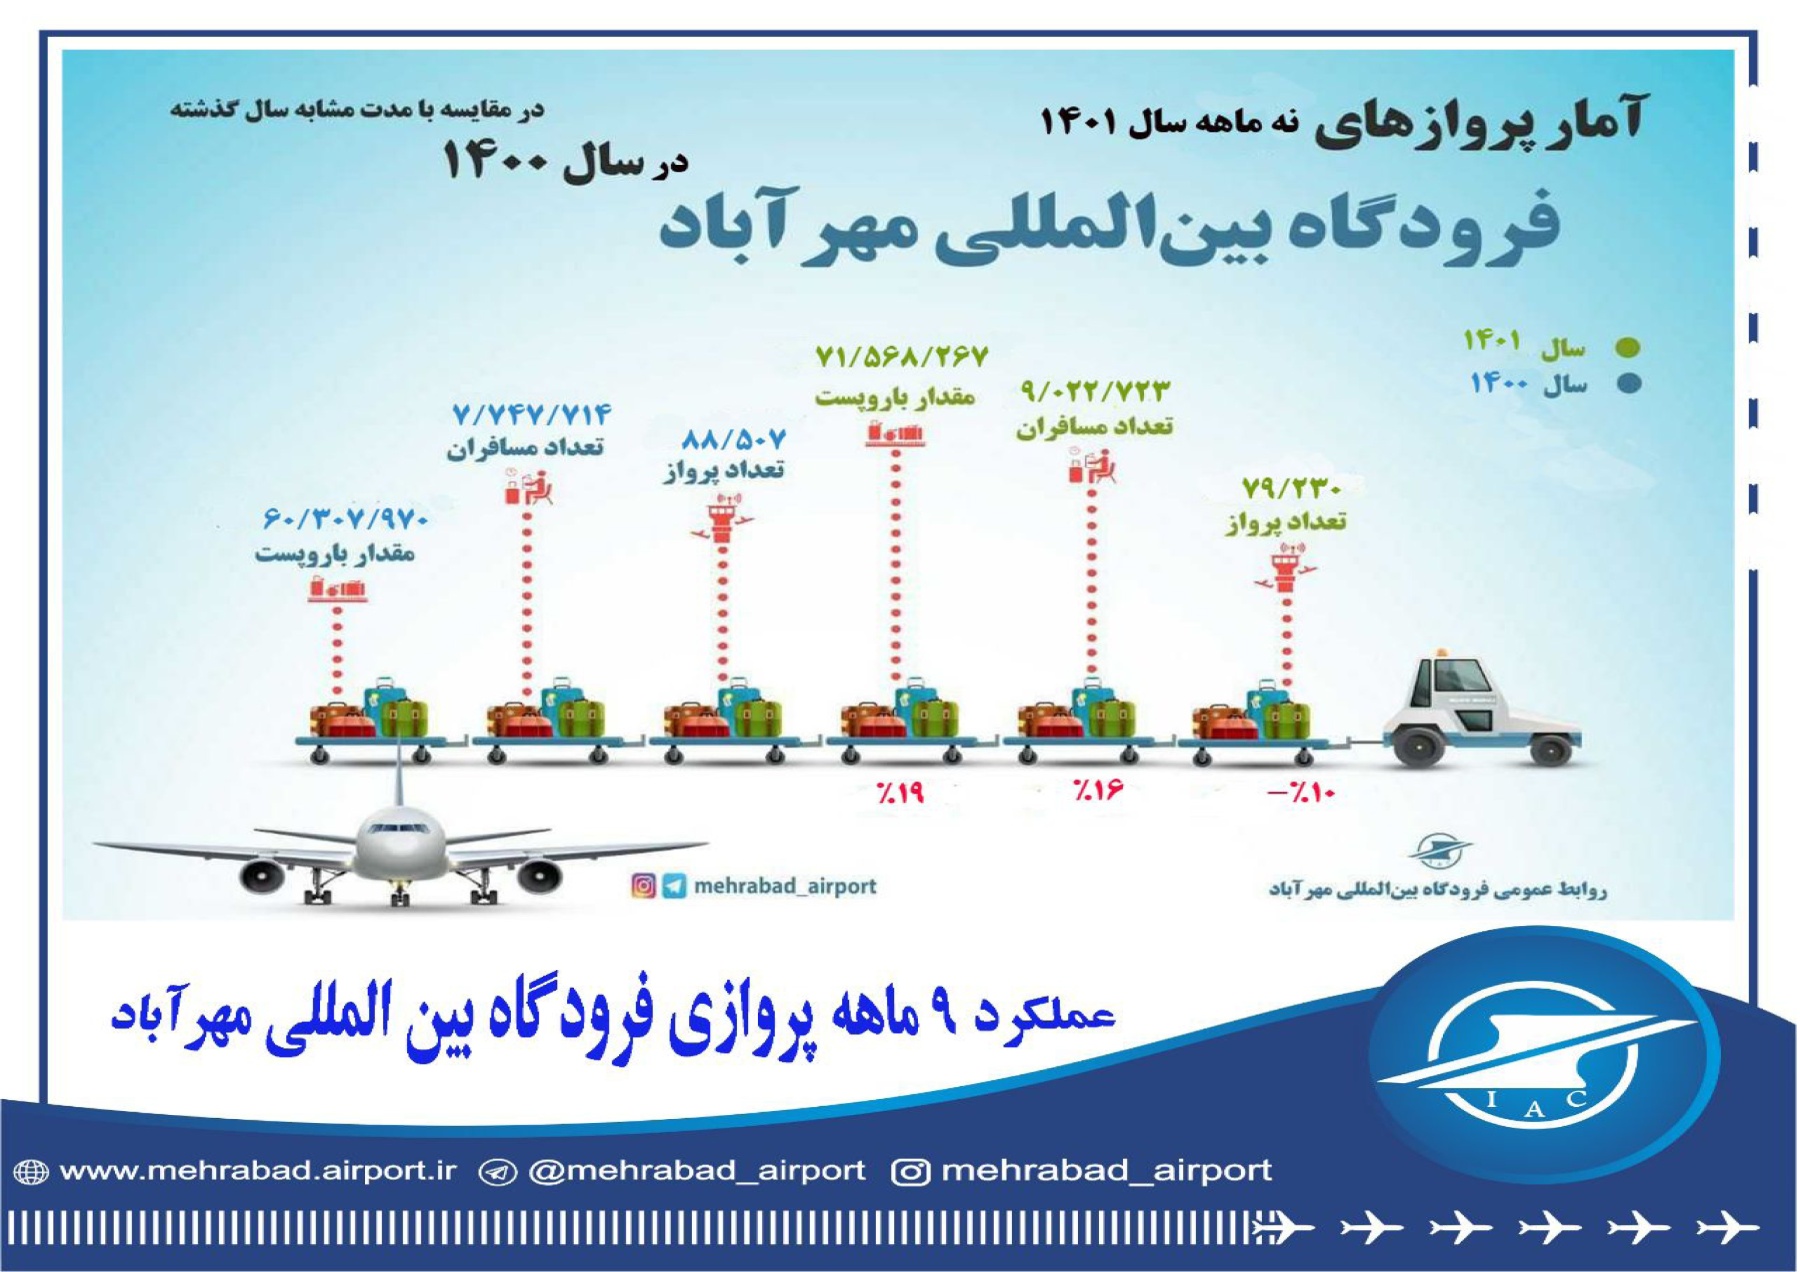 آمار پروازهای نه ماهه سال ۱۴۰۱
در مقایسه با مدت مشابه سال گذشته
در سال ۱۴۰۰
فرودگاه بین‌المللی مهرآباد
سال ۱۴۰۱
سال ۱۴۰۰
۷۹/۲۳۰
تعداد پرواز
۹/۰۲۲/۷۲۳
تعداد مسافران
۷۱/۵۶۸/۲۶۷
مقدار باروپست
۸۸/۵۰۷
تعداد پرواز
۷/۷۴۷/۷۱۴
تعداد مسافران
۶۰/۳۰۷/۹۷۰
مقدار باروپست
−٪۱۰
٪۱۶
٪۱۹
روابط عمومی فرودگاه بین‌المللی مهرآباد
mehrabad_airport
عملکرد ۹ ماهه پروازی فرودگاه بین المللی مهرآباد
I A C
www.mehrabad.airport.ir @mehrabad_airport mehrabad_airport